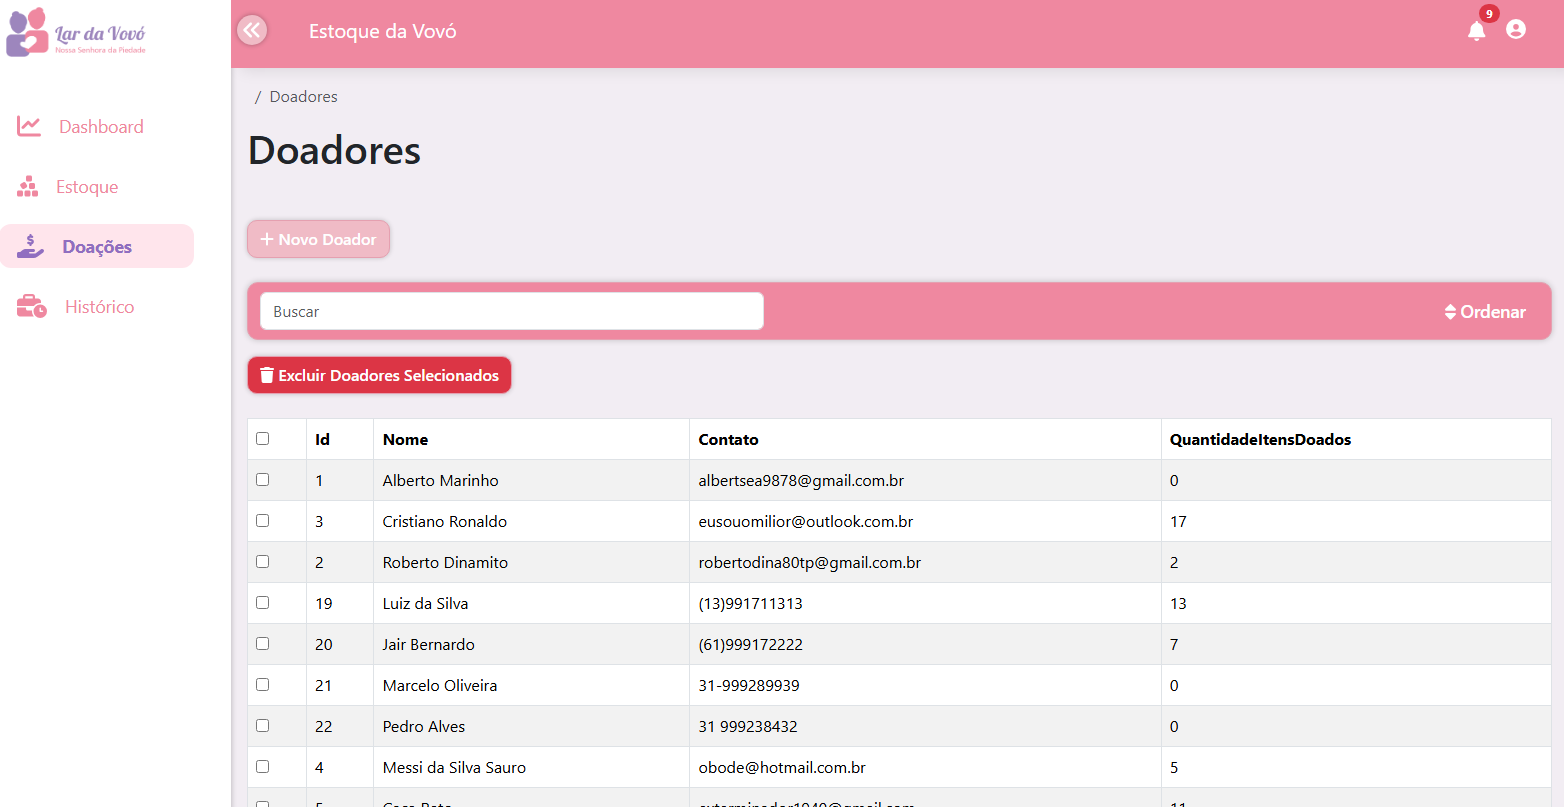 Lar da Vovó
Nossa Senhora da Piedade
Estoque da Vovó
9
Dashboard
Estoque
Doações
Histórico
/ Doadores
Doadores
+ Novo Doador
Buscar
Ordenar
Excluir Doadores Selecionados
Id Nome Contato QuantidadeItensDoados
1 Alberto Marinho albertsea9878@gmail.com.br 0
3 Cristiano Ronaldo eusouomilior@outlook.com.br 17
2 Roberto Dinamito robertodina80tp@gmail.com.br 2
19 Luiz da Silva (13)991711313 13
20 Jair Bernardo (61)999172222 7
21 Marcelo Oliveira 31-999289939 0
22 Pedro Alves 31 999238432 0
4 Messi da Silva Sauro obode@hotmail.com.br 5